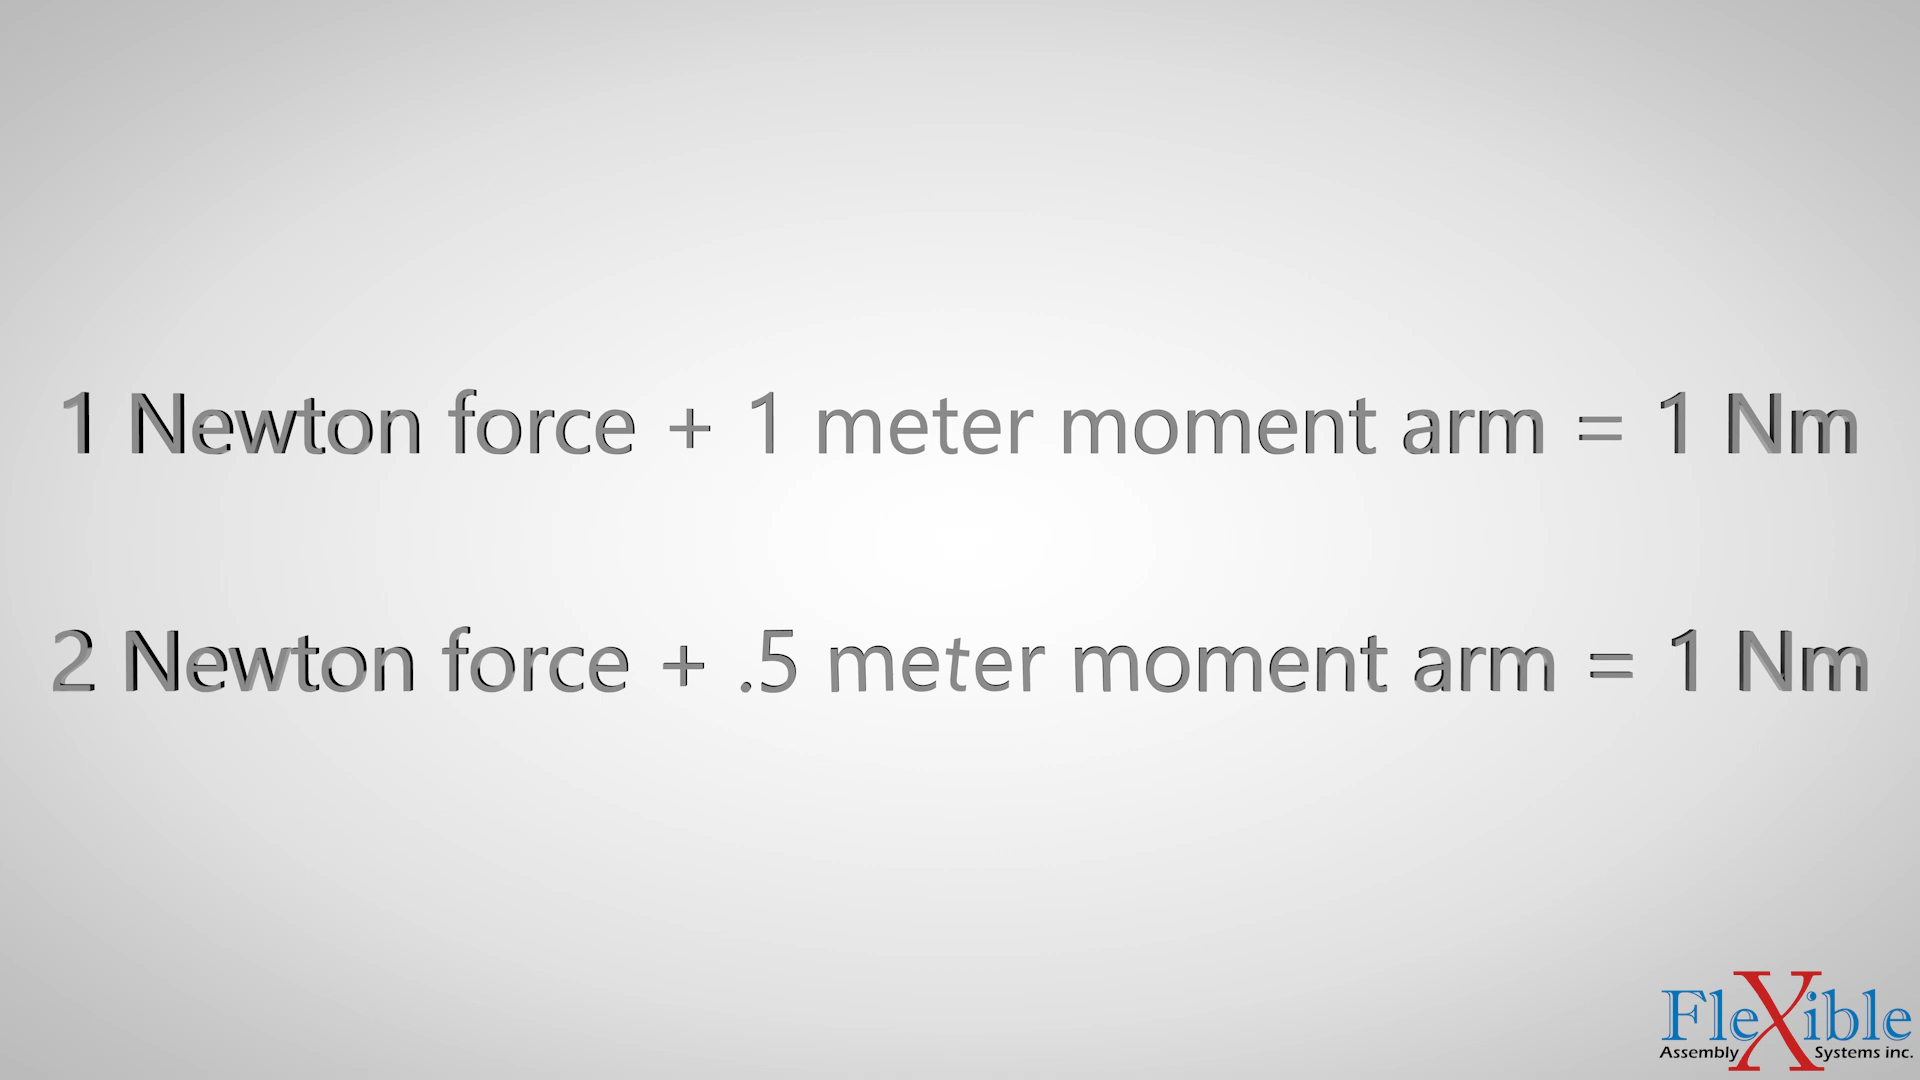 1 Newton force + 1 meter moment arm = 1 Nm
2 Newton force + .5 meter moment arm = 1 Nm
FleXible
Assembly Systems inc.